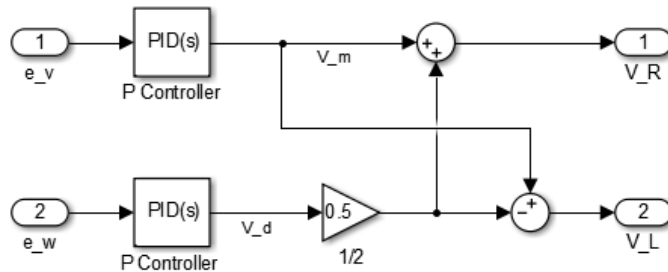 1
PID(s)
V_m
+
+
1
e_v
P Controller
V_R
2
PID(s)
V_d
0.5
+
−
2
e_w
P Controller
1/2
V_L